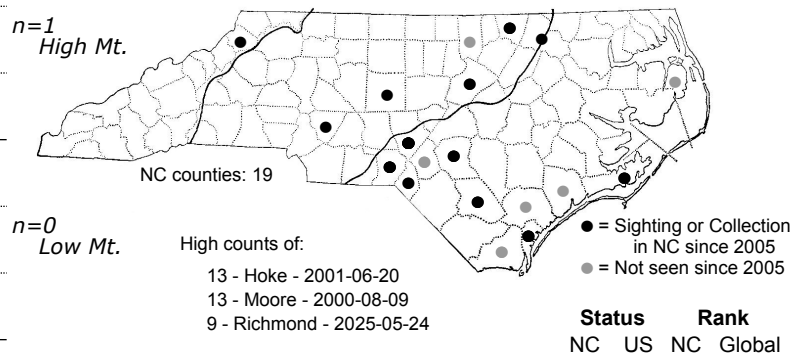 n=1
High Mt.
NC counties: 19
n=0
Low Mt.
High counts of:
13 - Hoke - 2001-06-20
13 - Moore - 2000-08-09
9 - Richmond - 2025-05-24
= Sighting or Collection
in NC since 2005
= Not seen since 2005
Status Rank
NC US NC Global